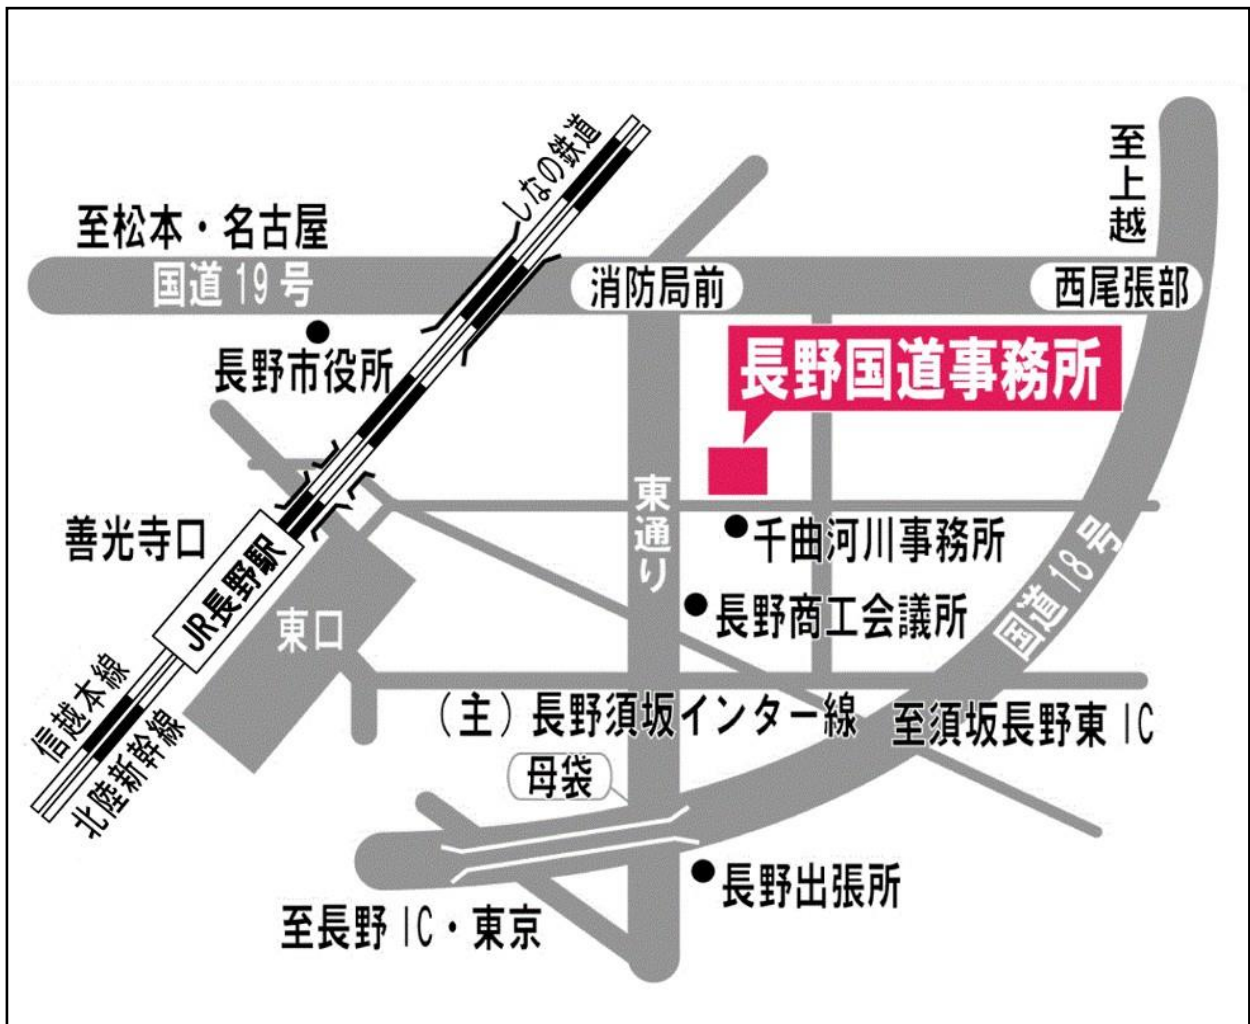 しなの鉄道
至上越
至松本・名古屋
国道19号
消防局前
西尾張部
長野市役所
長野国道事務所
東通り
善光寺口
千曲河川事務所
国道18号
JR長野駅
東口
長野商工会議所
信越本線
北陸新幹線
（主）長野須坂インター線
至須坂長野東IC
母袋
長野出張所
至長野IC・東京